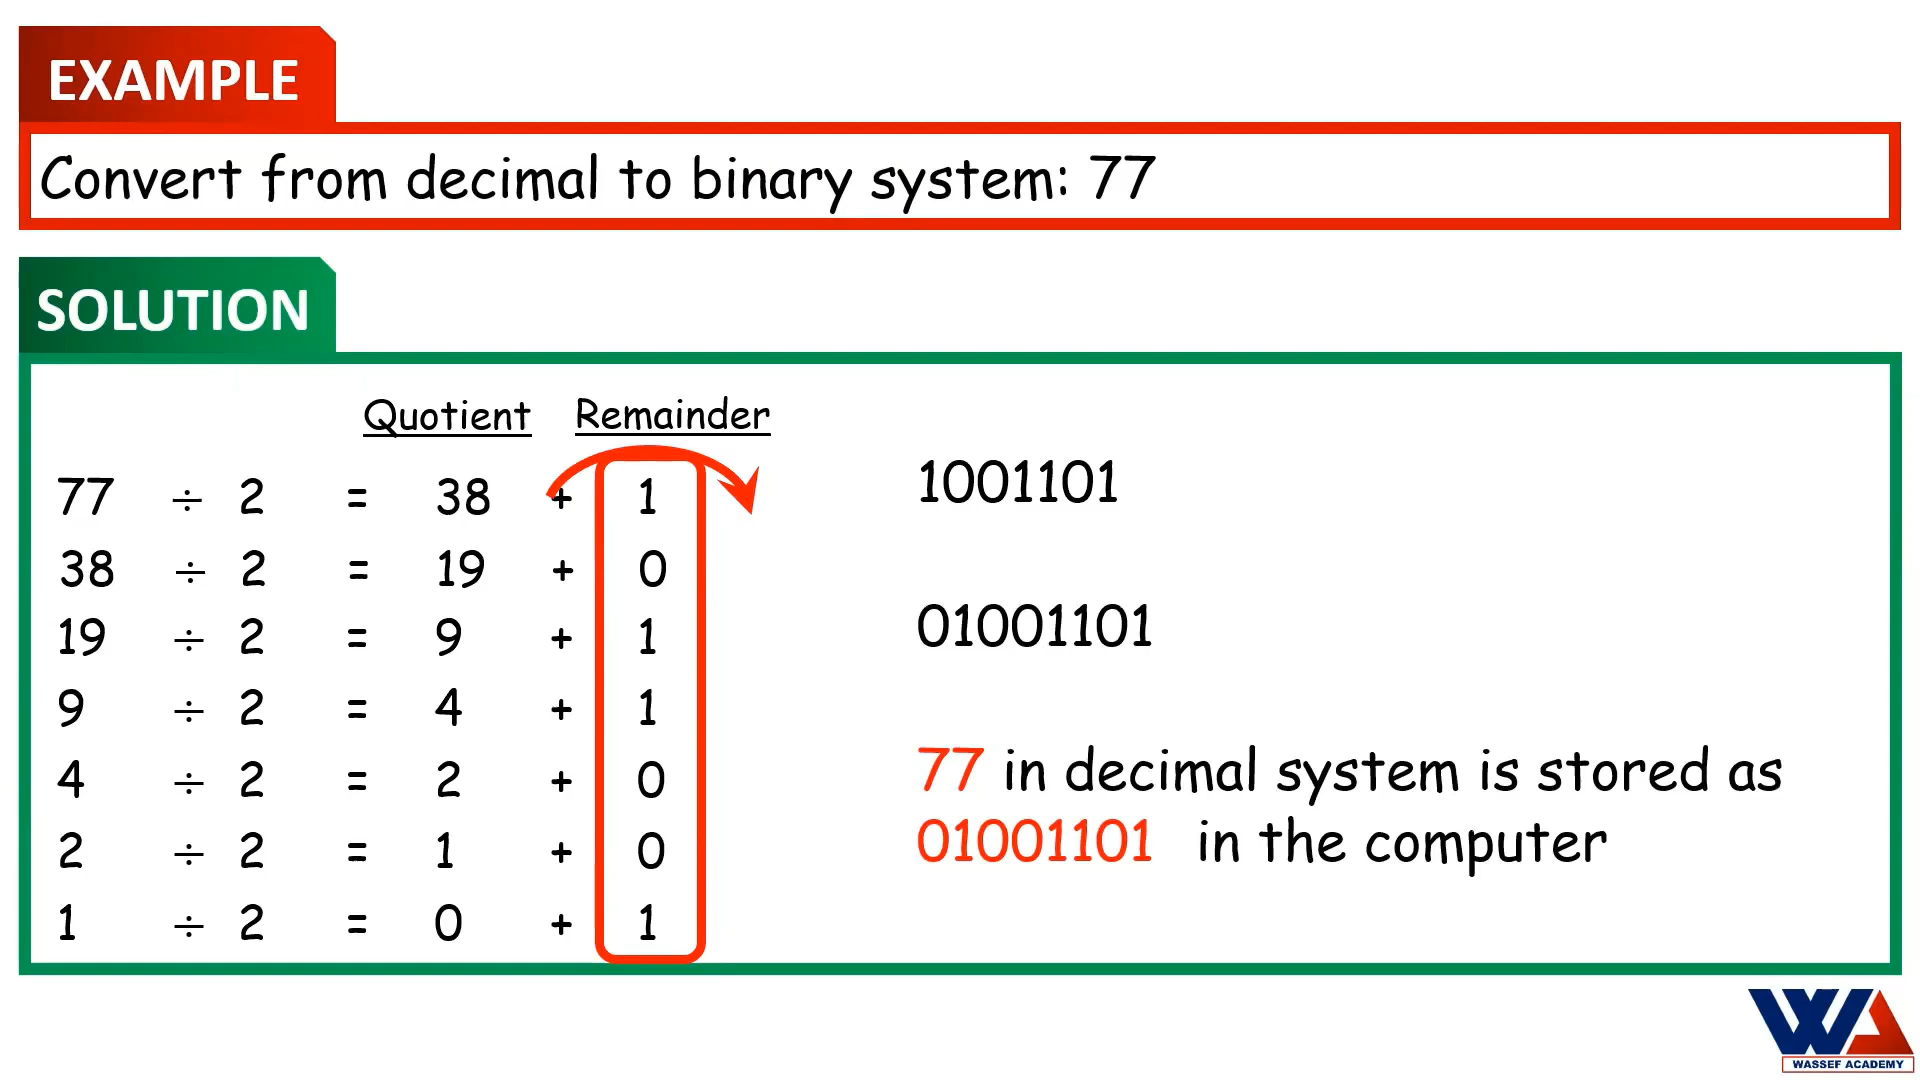 EXAMPLE
Convert from decimal to binary system: 77
SOLUTION
Quotient Remainder
77 ÷ 2 = 38 + 1
38 ÷ 2 = 19 + 0
19 ÷ 2 = 9 + 1
9 ÷ 2 = 4 + 1
4 ÷ 2 = 2 + 0
2 ÷ 2 = 1 + 0
1 ÷ 2 = 0 + 1
1001101
01001101
77 in decimal system is stored as
01001101 in the computer
WA
WASSEF ACADEMY